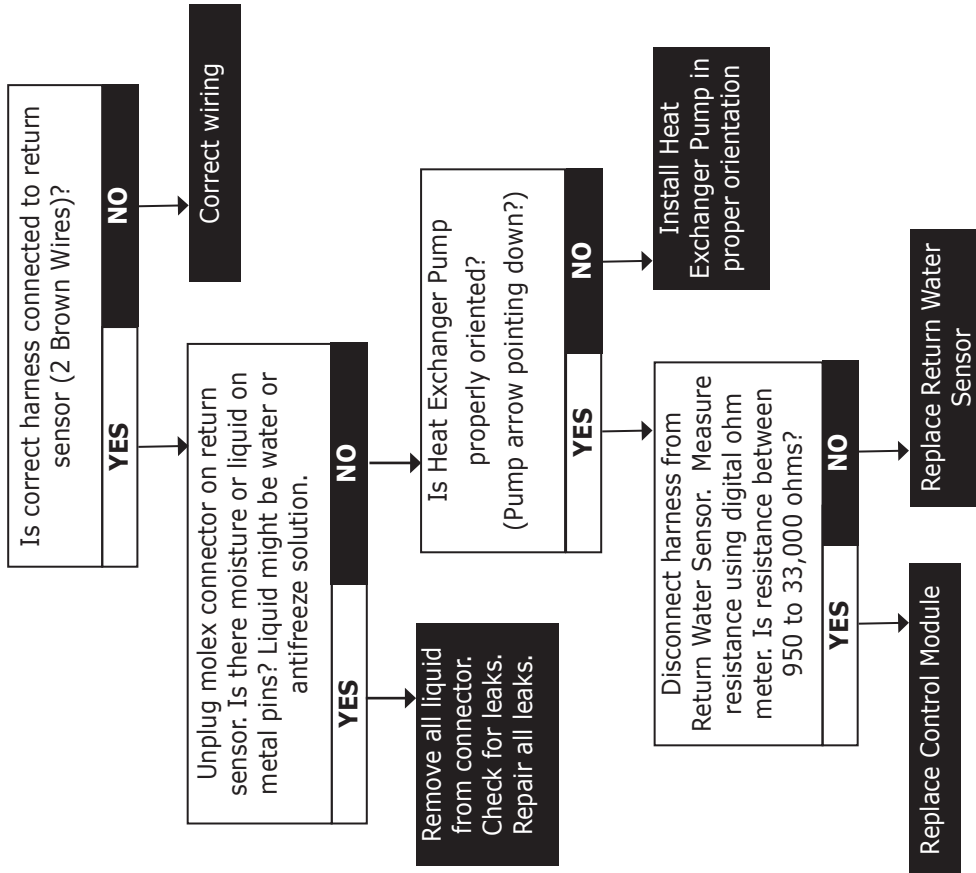 Is correct harness connected to return
sensor (2 Brown Wires)?
YES
NO
Correct wiring
Unplug molex connector on return
sensor. Is there moisture or liquid on
metal pins? Liquid might be water or
antifreeze solution.
YES
NO
Remove all liquid
from connector.
Check for leaks.
Repair all leaks.
Is Heat Exchanger Pump
properly oriented?
(Pump arrow pointing down?)
YES
NO
Install Heat
Exchanger Pump in
proper orientation
Disconnect harness from
Return Water Sensor. Measure
resistance using digital ohm
meter. Is resistance between
950 to 33,000 ohms?
YES
NO
Replace Control Module
Replace Return Water
Sensor